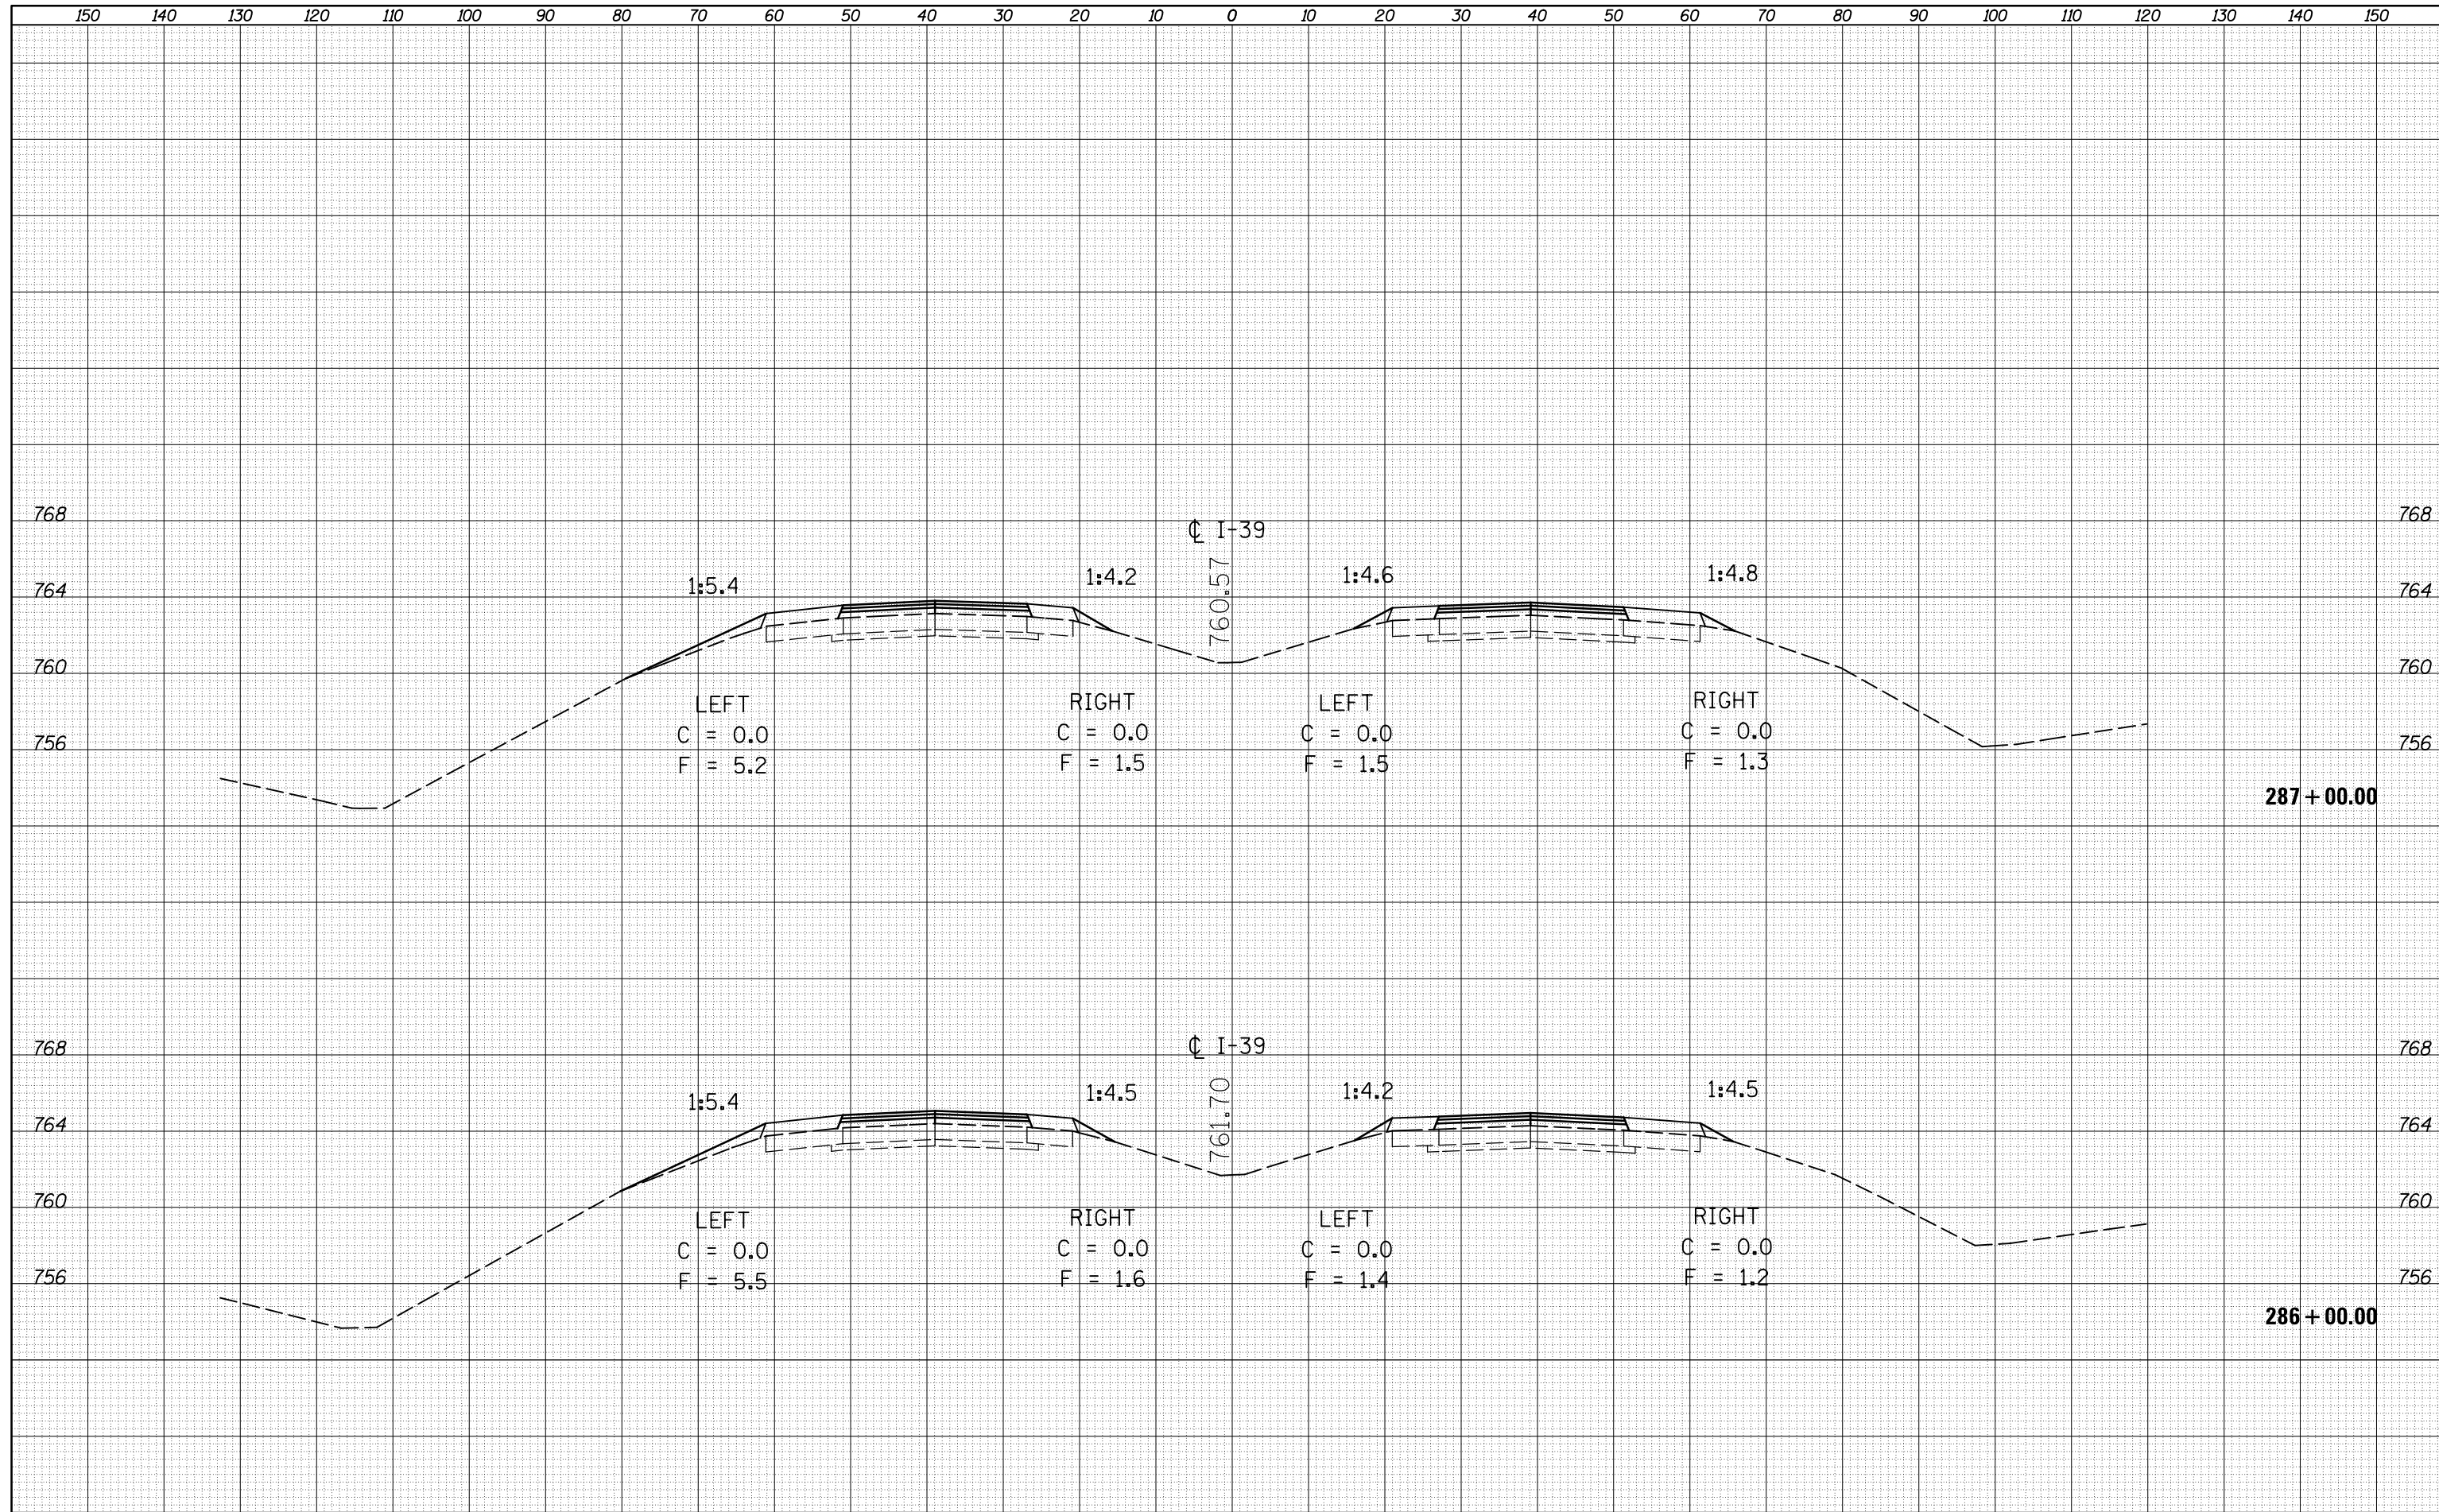 150 140 130 120 110 100 90 80 70 60 50 40 30 20 10 0 10 20 30 40 50 60 70 80 90 100 110 120 130 140 150
768 768
℄ I-39
760.57
1:5.4 1:4.2 1:4.6 1:4.8
764 764
760 760
LEFT RIGHT LEFT RIGHT
C = 0.0 C = 0.0 C = 0.0 C = 0.0
F = 5.2 F = 1.5 F = 1.5 F = 1.3
756 756
287+00.00
768 768
℄ I-39
761.70
1:5.4 1:4.5 1:4.2 1:4.5
764 764
760 760
LEFT RIGHT LEFT RIGHT
C = 0.0 C = 0.0 C = 0.0 C = 0.0
F = 5.5 F = 1.6 F = 1.4 F = 1.2
756 756
286+00.00